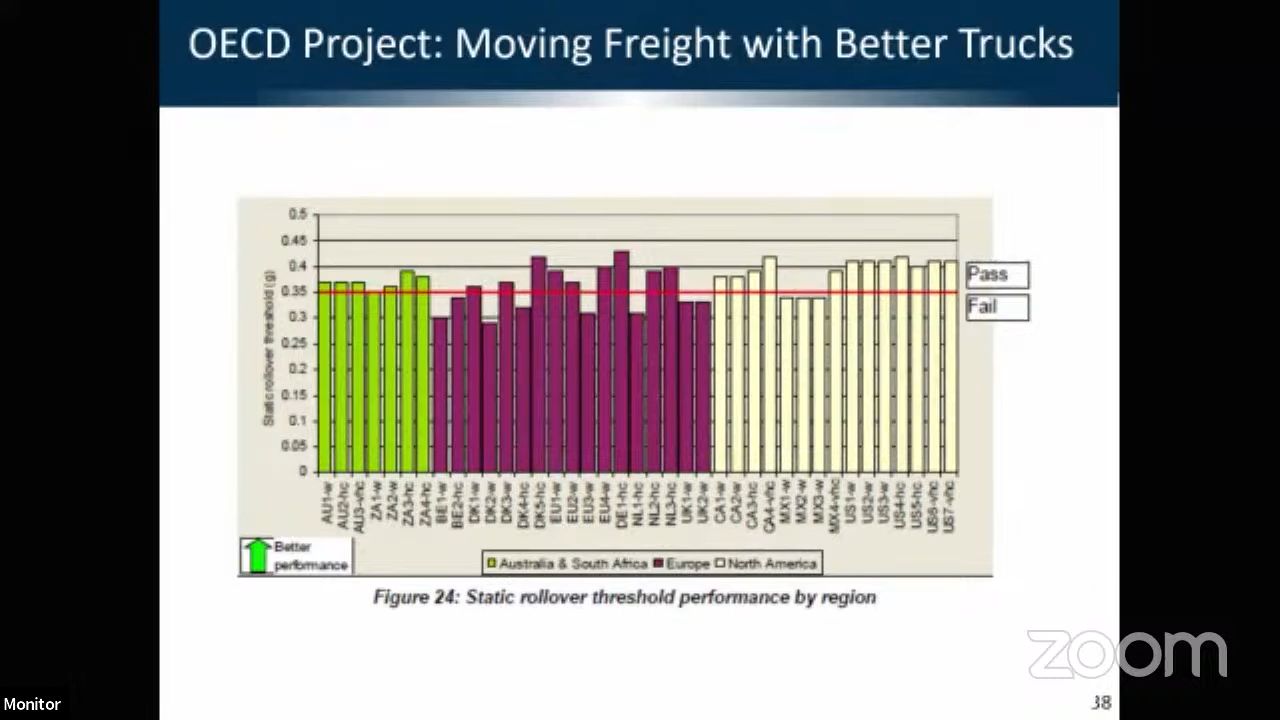 OECD Project: Moving Freight with Better Trucks
0.5
0.45
0.4
0.35
0.3
0.25
0.2
0.15
0.1
0.05
0
Static rollover threshold (g)
Pass
Fail
AU1-w
AU2-hc
AU3-vhc
ZA1-w
ZA2-w
ZA3-hc
ZA4-hc
BE1-w
BE2-hc
DK1-w
DK2-w
DK3-w
DK4-hc
DK5-hc
EU1-w
EU2-w
EU3-w
EU4-w
DE1-hc
NL1-hc
NL2-hc
NL3-hc
UK1-w
UK2-w
CA1-w
CA2-w
CA3-hc
CA4-vhc
MX1-w
MX2-w
MX3-w
MX4-vhc
US1-w
US2-w
US3-w
US4-hc
US5-hc
US6-vhc
US7-vhc
Better
performance
Australia & South Africa Europe North America
Figure 24: Static rollover threshold performance by region
zoom
Monitor
38